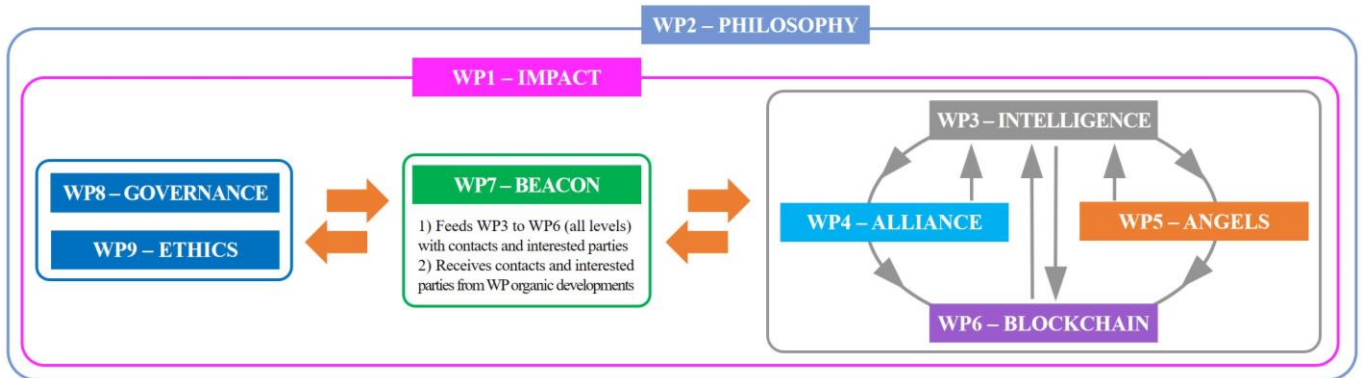 WP2 – PHILOSOPHY
WP1 – IMPACT
WP8 – GOVERNANCE
WP9 – ETHICS
WP7 – BEACON
1) Feeds WP3 to WP6 (all levels)
with contacts and interested parties
2) Receives contacts and interested
parties from WP organic developments
WP3 – INTELLIGENCE
WP4 – ALLIANCE
WP5 – ANGELS
WP6 – BLOCKCHAIN